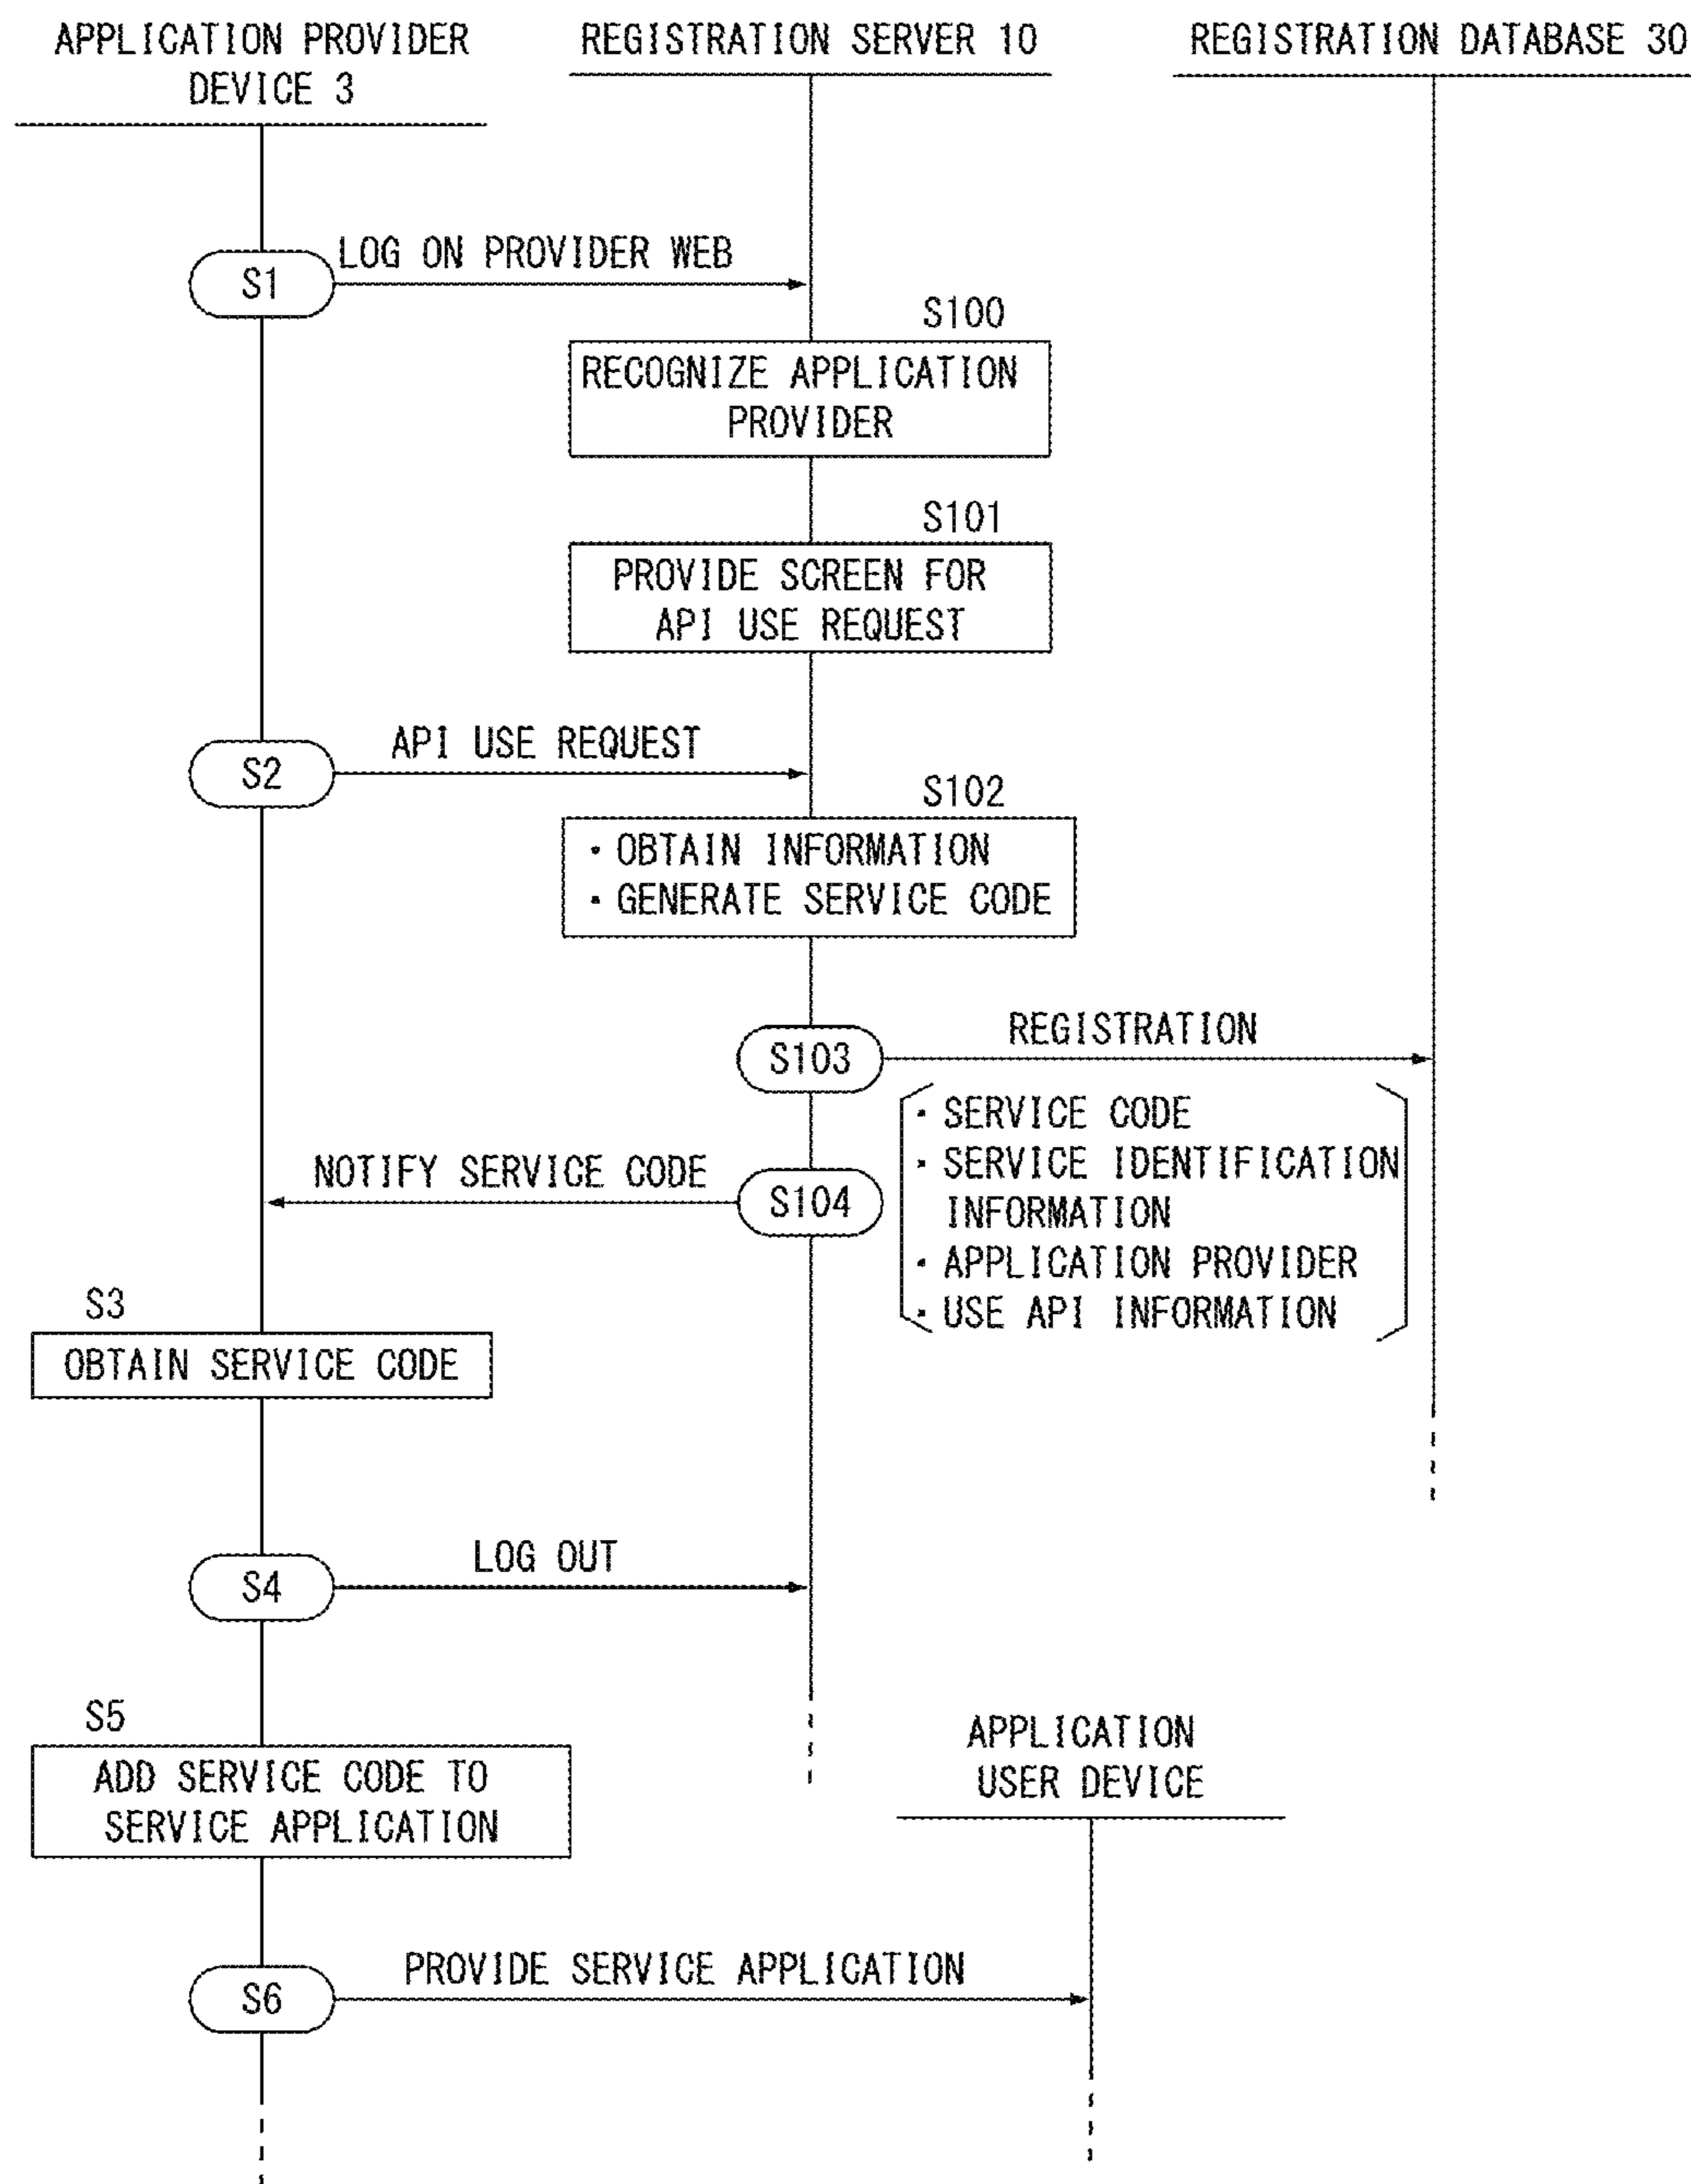 APPLICATION PROVIDER
DEVICE 3
REGISTRATION SERVER 10
REGISTRATION DATABASE 30
S1
LOG ON PROVIDER WEB
S100
RECOGNIZE APPLICATION
PROVIDER
S101
PROVIDE SCREEN FOR
API USE REQUEST
S2
API USE REQUEST
S102
・OBTAIN INFORMATION
・GENERATE SERVICE CODE
S103
REGISTRATION
・SERVICE CODE
・SERVICE IDENTIFICATION
INFORMATION
・APPLICATION PROVIDER
・USE API INFORMATION
NOTIFY SERVICE CODE
S104
S3
OBTAIN SERVICE CODE
S4
LOG OUT
S5
ADD SERVICE CODE TO
SERVICE APPLICATION
APPLICATION
USER DEVICE
S6
PROVIDE SERVICE APPLICATION